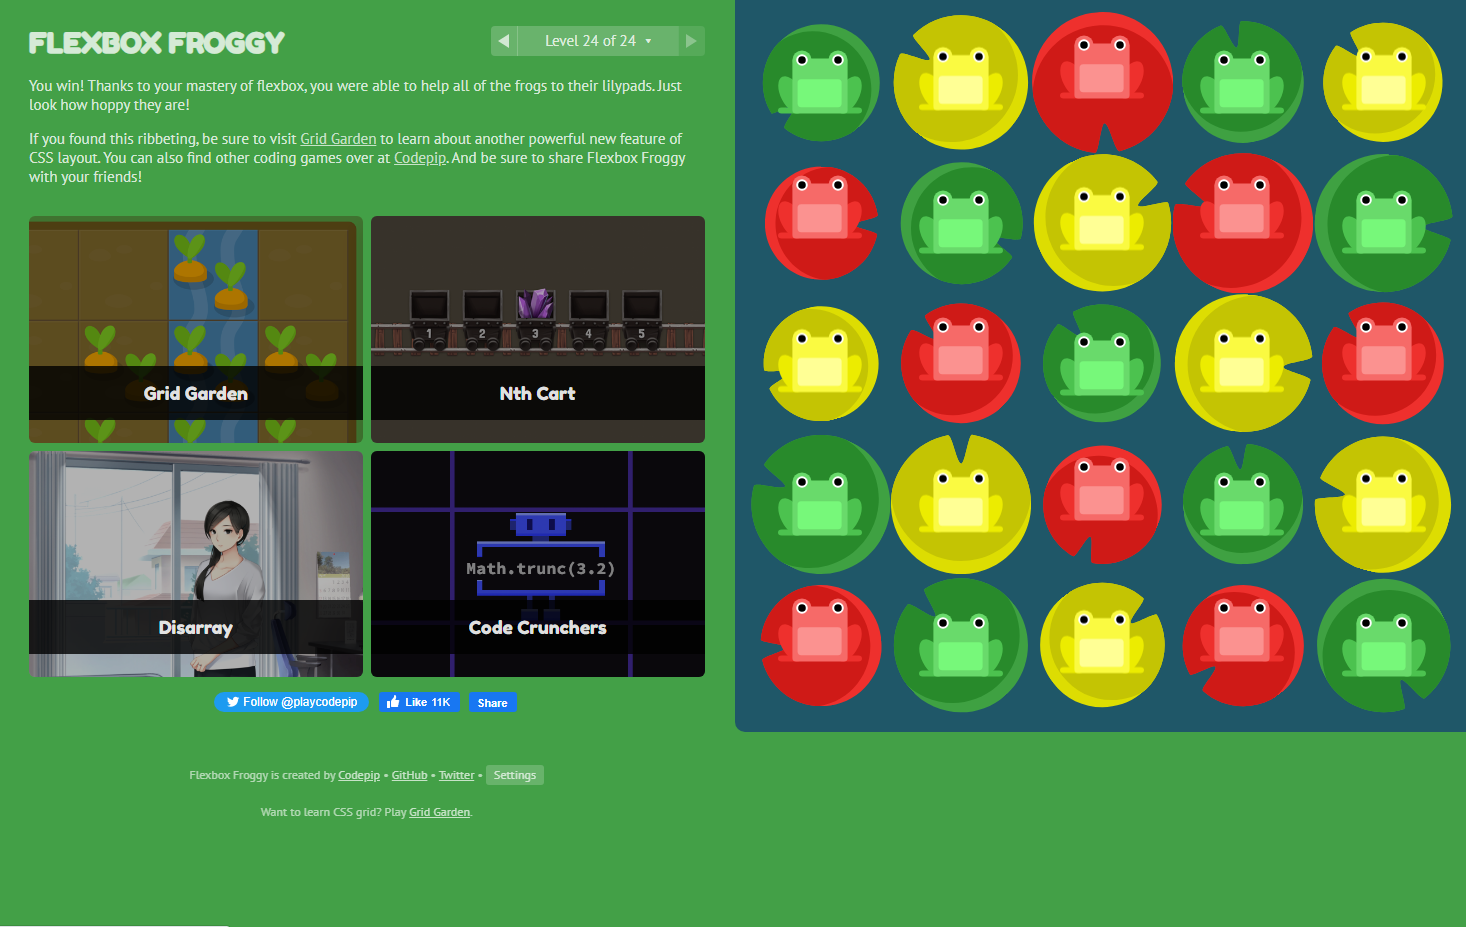 FLEXBOX FROGGY
Level 24 of 24
You win! Thanks to your mastery of flexbox, you were able to help all of the frogs to their lilypads. Just
look how hoppy they are!
If you found this ribbeting, be sure to visit Grid Garden to learn about another powerful new feature of
CSS layout. You can also find other coding games over at Codepip. And be sure to share Flexbox Froggy
with your friends!
1 2 3 4 5
Grid Garden
Nth Cart
Math.trunc(3.2)
Disarray
Code Crunchers
Follow @playcodepip
Like 11K
Share
Flexbox Froggy is created by Codepip • GitHub • Twitter • Settings
Want to learn CSS grid? Play Grid Garden.